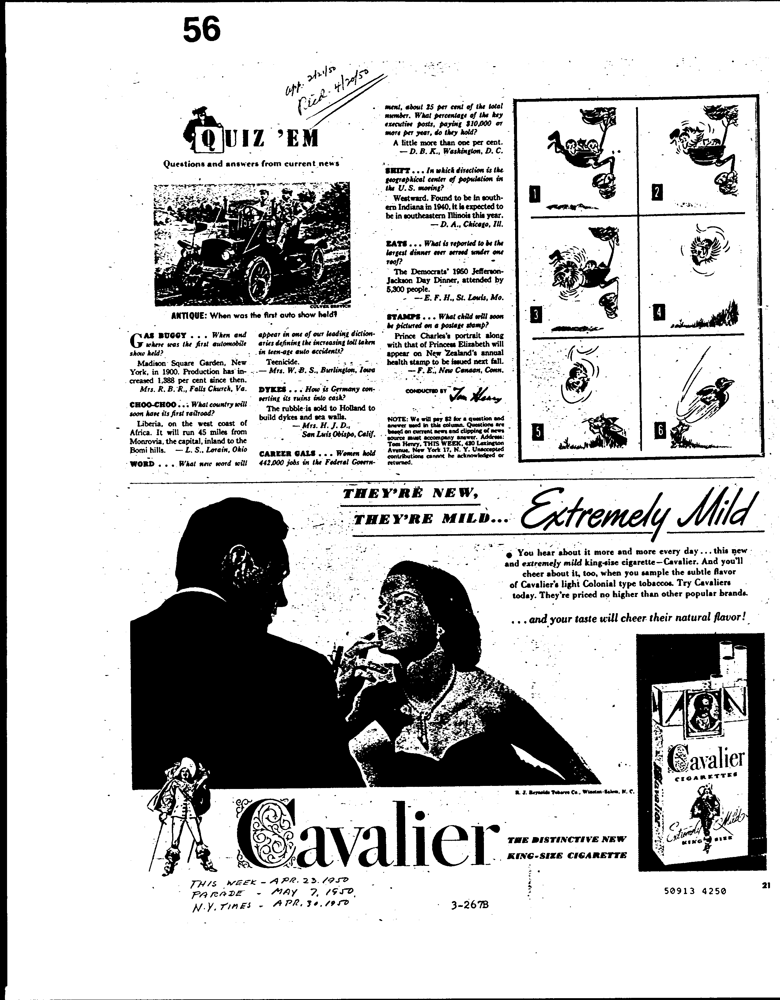 56
app. 2/21/50
Rec'd. 4/20/50
QUIZ 'EM
Questions and answers from current news
CULVER SERVICE
ANTIQUE: When was the first auto show held?
GAS BUGGY . . . When and
where was the first automobile
show held?
Madison Square Garden, New
York, in 1900. Production has in-
creased 1,388 per cent since then.
Mrs. R. B. R., Falls Church, Va.
CHOO-CHOO . . . What country will
soon have its first railroad?
Liberia, on the west coast of
Africa. It will run 45 miles from
Monrovia, the capital, inland to the
Bomi hills. — L. S., Lorain, Ohio
WORD . . . What new word will
appear in one of our leading diction-
aries defining the increasing toll taken
in teen-age auto accidents?
Teenicide.
— Mrs. W. B. S., Burlington, Iowa
DYKES . . . How is Germany con-
verting its ruins into cash?
The rubble is sold to Holland to
build dykes and sea walls.
— Mrs. H. J. D.,
San Luis Obispo, Calif.
CAREER GALS . . . Women hold
442,000 jobs in the Federal Govern-
ment, about 25 per cent of the total
number. What percentage of the key
executive posts, paying $10,000 or
more per year, do they hold?
A little more than one per cent.
— D. B. K., Washington, D. C.
SHIFT . . . In which direction is the
geographical center of population in
the U. S. moving?
Westward. Found to be in south-
ern Indiana in 1940, it is expected to
be in southeastern Illinois this year.
— D. A., Chicago, Ill.
EATS . . . What is reported to be the
largest dinner ever served under one
roof?
The Democrats' 1950 Jefferson-
Jackson Day Dinner, attended by
5,300 people.
— E. F. H., St. Louis, Mo.
STAMPS . . . What child will soon
be pictured on a postage stamp?
Prince Charles's portrait along
with that of Princess Elizabeth will
appear on New Zealand's annual
health stamp to be issued next fall.
— F. E., New Canaan, Conn.
CONDUCTED BY Tom Henry
NOTE: We will pay $2 for a question and
answer used in this column. Questions are
based on current news and clipping of news
source must accompany answer. Address:
Tom Henry, THIS WEEK, 420 Lexington
Avenue, New York 17, N. Y. Unaccepted
contributions cannot be acknowledged or
returned.
1
2
3
4
5
6
THEY'RE NEW,
THEY'RE MILD...
Extremely Mild
You hear about it more and more every day . . . this new
and extremely mild king-size cigarette—Cavalier. And you'll
cheer about it, too, when you sample the subtle flavor
of Cavalier's light Colonial type tobaccos. Try Cavaliers
today. They're priced no higher than other popular brands.
. . . and your taste will cheer their natural flavor!
Cavalier
CIGARETTES
Extremely Mild
KING SIZE
R. J. Reynolds Tobacco Co., Winston-Salem, N. C.
Cavalier
THE DISTINCTIVE NEW
KING-SIZE CIGARETTE
THIS WEEK - APR. 23. 1950
PARADE - MAY 7, 1950.
N.Y. TIMES - APR. 30. 1950
3-267B
50913 4250
21